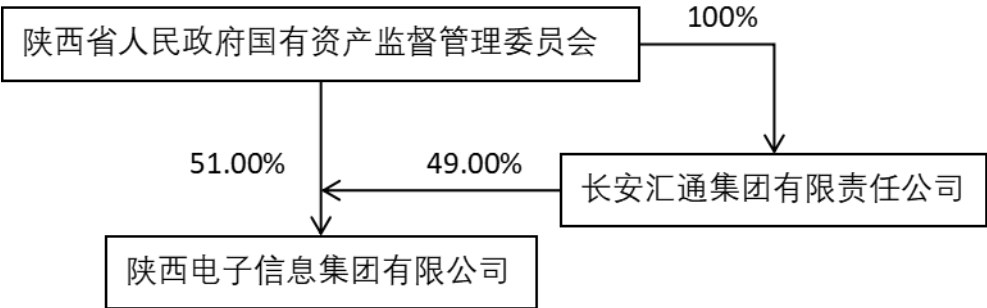 100%
陕西省人民政府国有资产监督管理委员会
51.00%
49.00%
长安汇通集团有限责任公司
陕西电子信息集团有限公司